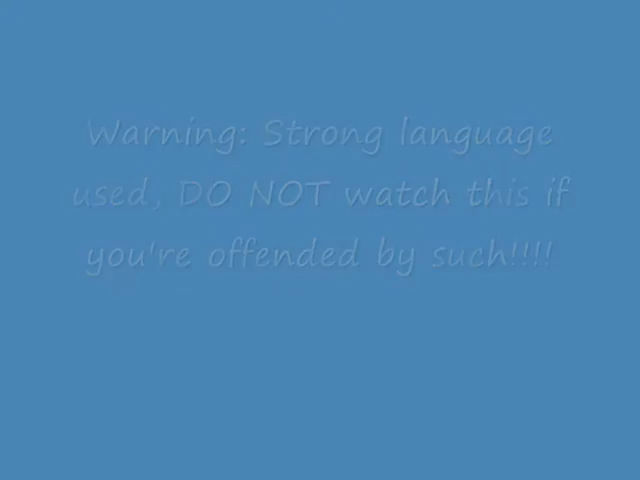 Warning: Strong language
used, DO NOT watch this if
you're offended by such!!!!